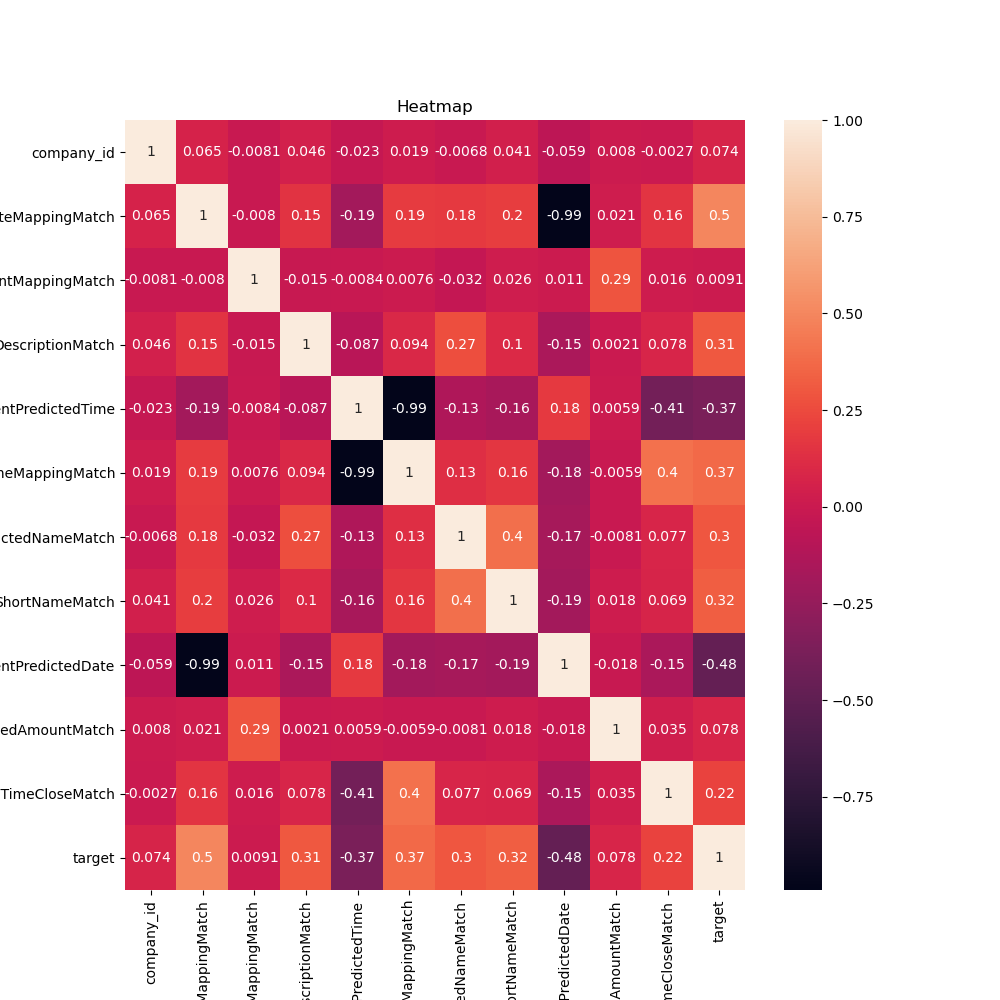 Heatmap
company_id 1 0.065 -0.0081 0.046 -0.023 0.019 -0.0068 0.041 -0.059 0.008 -0.0027 0.074
teMappingMatch 0.065 1 -0.008 0.15 -0.19 0.19 0.18 0.2 -0.99 0.021 0.16 0.5
ntMappingMatch -0.0081 -0.008 1 -0.015 -0.0084 0.0076 -0.032 0.026 0.011 0.29 0.016 0.0091
DescriptionMatch 0.046 0.15 -0.015 1 -0.087 0.094 0.27 0.1 -0.15 0.0021 0.078 0.31
entPredictedTime -0.023 -0.19 -0.0084 -0.087 1 -0.99 -0.13 -0.16 0.18 0.0059 -0.41 -0.37
neMappingMatch 0.019 0.19 0.0076 0.094 -0.99 1 0.13 0.16 -0.18 -0.0059 0.4 0.37
ctedNameMatch -0.0068 0.18 -0.032 0.27 -0.13 0.13 1 0.4 -0.17 -0.0081 0.077 0.3
ShortNameMatch 0.041 0.2 0.026 0.1 -0.16 0.16 0.4 1 -0.19 0.018 0.069 0.32
entPredictedDate -0.059 -0.99 0.011 -0.15 0.18 -0.18 -0.17 -0.19 1 -0.018 -0.15 -0.48
edAmountMatch 0.008 0.021 0.29 0.0021 0.0059 -0.0059 -0.0081 0.018 -0.018 1 0.035 0.078
TimeCloseMatch -0.0027 0.16 0.016 0.078 -0.41 0.4 0.077 0.069 -0.15 0.035 1 0.22
target 0.074 0.5 0.0091 0.31 -0.37 0.37 0.3 0.32 -0.48 0.078 0.22 1
company_id
MappingMatch
MappingMatch
scriptionMatch
PredictedTime
MappingMatch
edNameMatch
ortNameMatch
PredictedDate
AmountMatch
meCloseMatch
target
1.00
0.75
0.50
0.25
0.00
−0.25
−0.50
−0.75